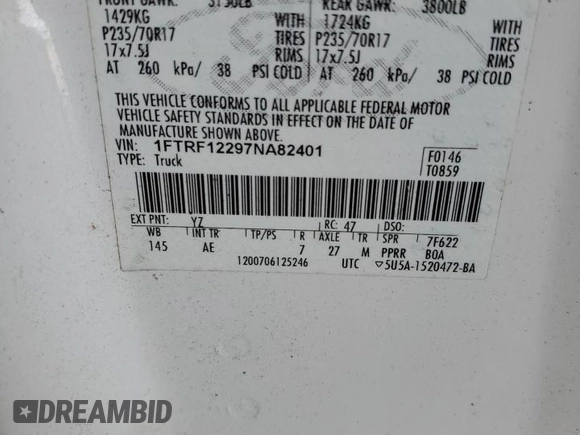 FRONT GAWR: 3150LB REAR GAWR: 3800LB
1429KG WITH 1724KG WITH
P235/70R17 TIRES P235/70R17 TIRES
17x7.5J RIMS 17x7.5J RIMS
AT 260 kPa/ 38 PSI COLD AT 260 kPa/ 38 PSI COLD
THIS VEHICLE CONFORMS TO ALL APPLICABLE FEDERAL MOTOR
VEHICLE SAFETY STANDARDS IN EFFECT ON THE DATE OF
MANUFACTURE SHOWN ABOVE.
VIN: 1FTRF12297NA82401
TYPE: Truck
F0146
T0859
EXT PNT: YZ RC: 47 DSO:
WB INT TR TP/PS R AXLE TR SPR 7F622
145 AE 7 27 M PPRR BOA
1200706125246 UTC ▽5U5A-1520472-BA
DREAMBID